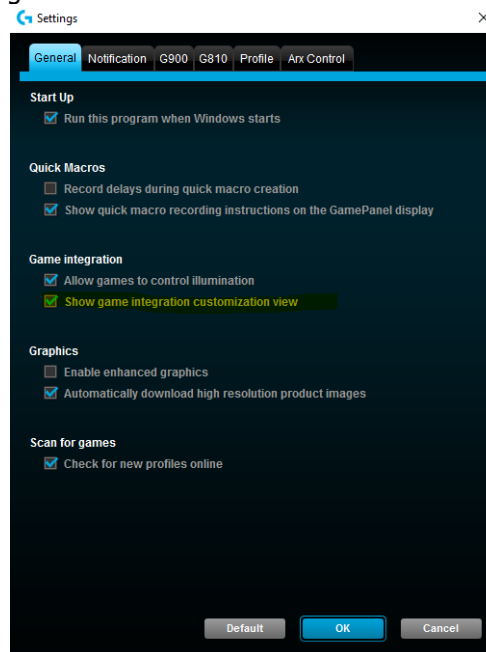 Settings
General Notification G900 G810 Profile Arx Control
Start Up
Run this program when Windows starts
Quick Macros
Record delays during quick macro creation
Show quick macro recording instructions on the GamePanel display
Game integration
Allow games to control illumination
Show game integration customization view
Graphics
Enable enhanced graphics
Automatically download high resolution product images
Scan for games
Check for new profiles online
Default OK Cancel